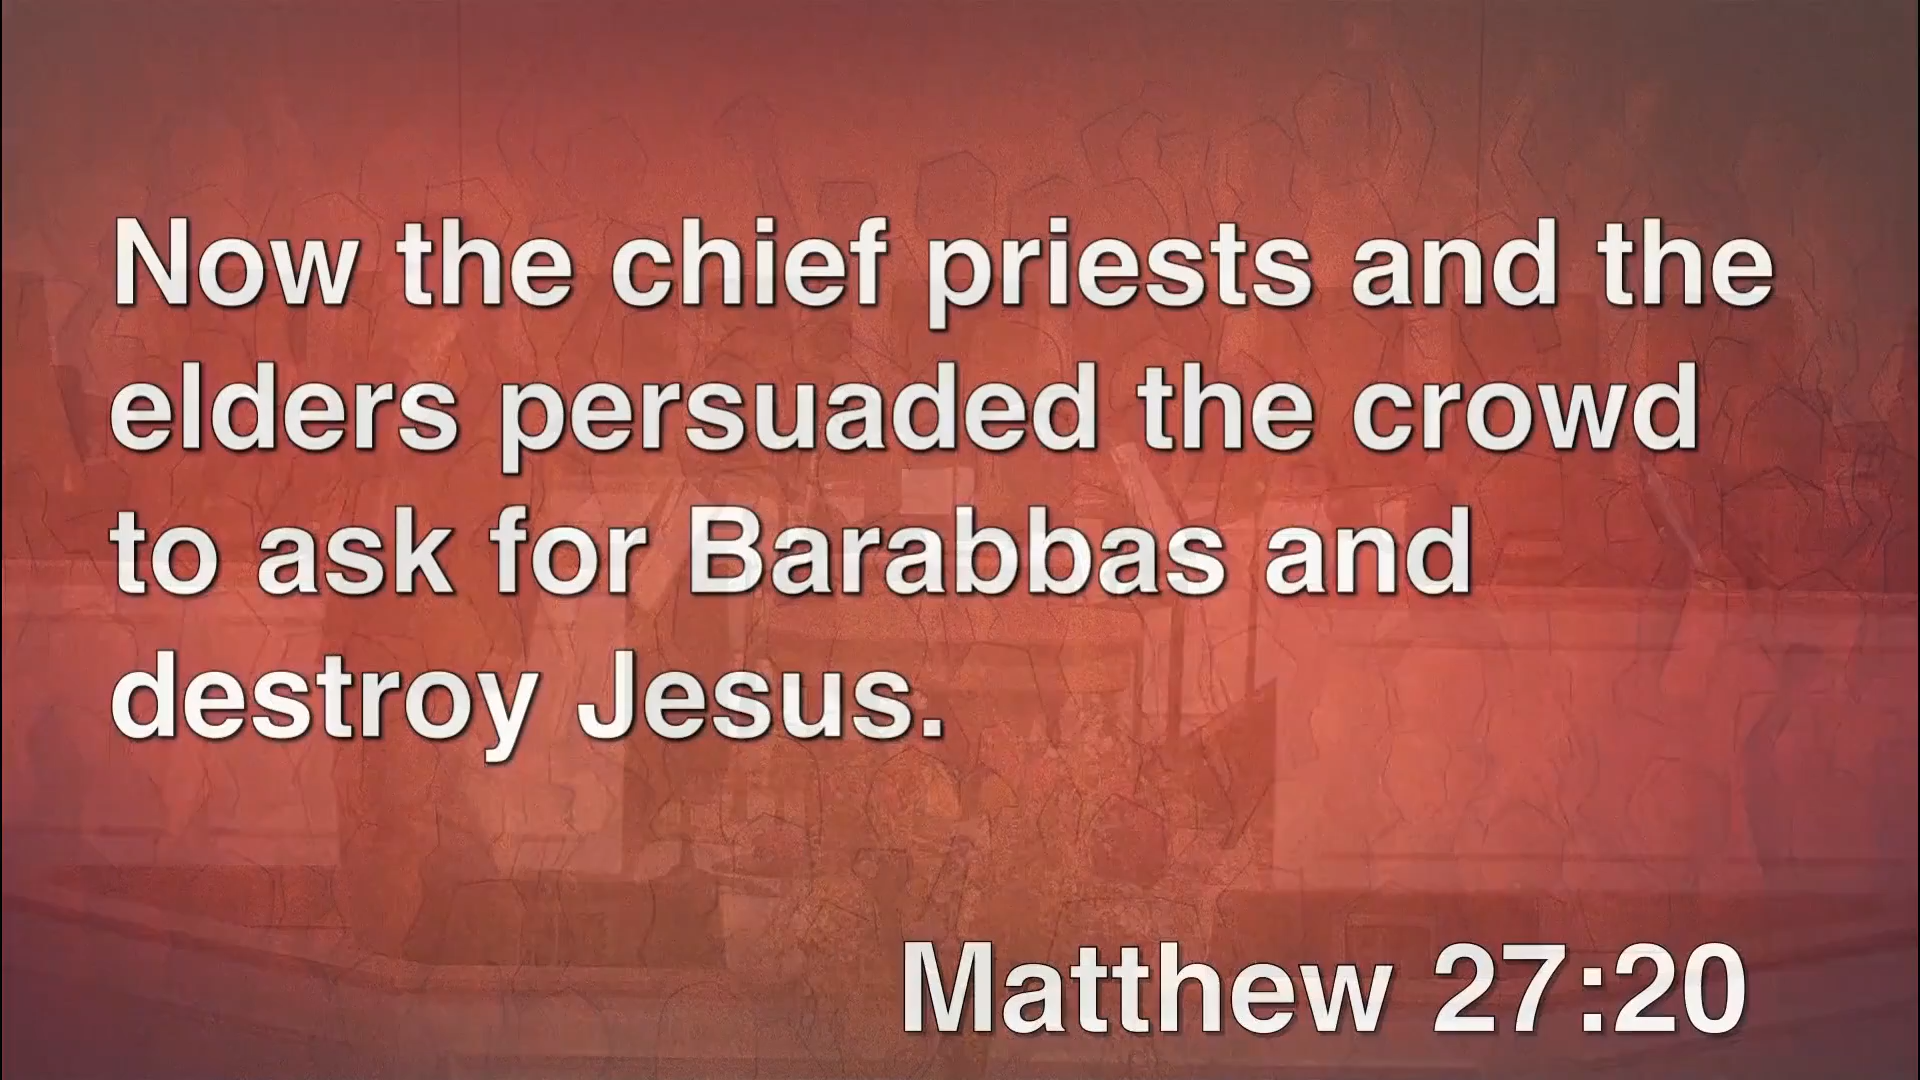 Now the chief priests and the
elders persuaded the crowd
to ask for Barabbas and
destroy Jesus.
Matthew 27:20